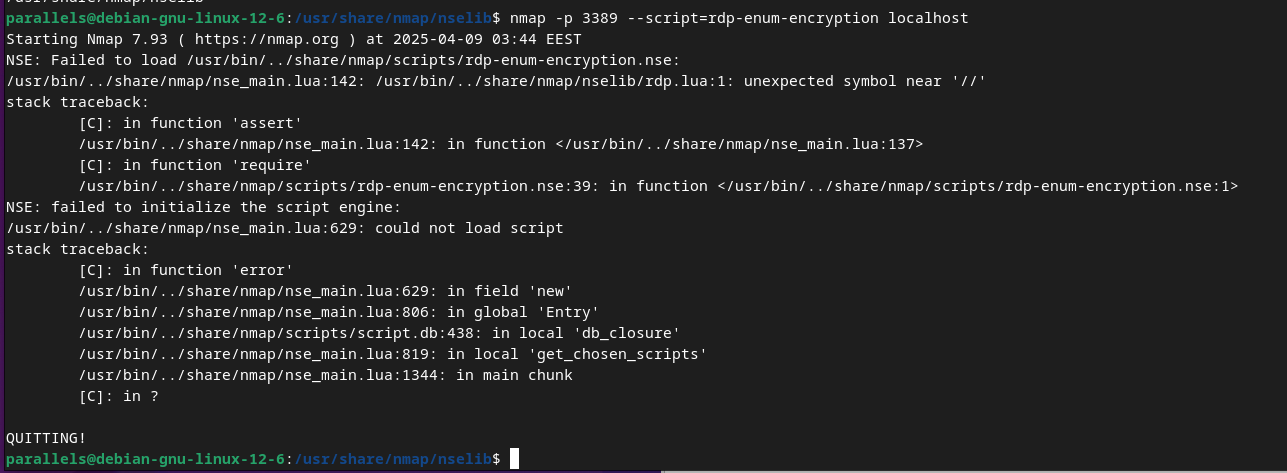 parallels@debian-gnu-linux-12-6:/usr/share/nmap/nselib$ nmap -p 3389 --script=rdp-enum-encryption localhost
Starting Nmap 7.93 ( https://nmap.org ) at 2025-04-09 03:44 EEST
NSE: Failed to load /usr/bin/../share/nmap/scripts/rdp-enum-encryption.nse:
/usr/bin/../share/nmap/nse_main.lua:142: /usr/bin/../share/nmap/nselib/rdp.lua:1: unexpected symbol near '//'
stack traceback:
        [C]: in function 'assert'
        /usr/bin/../share/nmap/nse_main.lua:142: in function </usr/bin/../share/nmap/nse_main.lua:137>
        [C]: in function 'require'
        /usr/bin/../share/nmap/scripts/rdp-enum-encryption.nse:39: in function </usr/bin/../share/nmap/scripts/rdp-enum-encryption.nse:1>
NSE: failed to initialize the script engine:
/usr/bin/../share/nmap/nse_main.lua:629: could not load script
stack traceback:
        [C]: in function 'error'
        /usr/bin/../share/nmap/nse_main.lua:629: in field 'new'
        /usr/bin/../share/nmap/nse_main.lua:806: in global 'Entry'
        /usr/bin/../share/nmap/scripts/script.db:438: in local 'db_closure'
        /usr/bin/../share/nmap/nse_main.lua:819: in local 'get_chosen_scripts'
        /usr/bin/../share/nmap/nse_main.lua:1344: in main chunk
        [C]: in ?

QUITTING!
parallels@debian-gnu-linux-12-6:/usr/share/nmap/nselib$